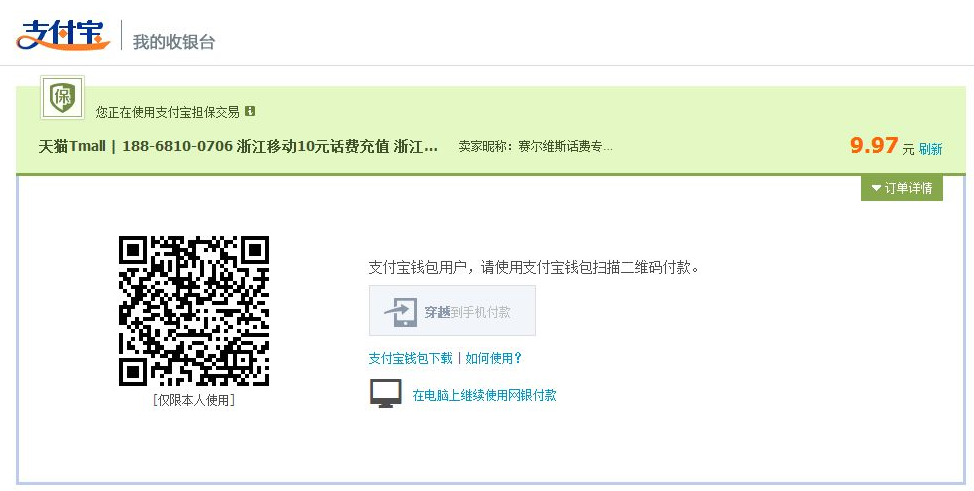 支付宝 我的收银台
您正在使用支付宝担保交易
保
天猫Tmall | 188-6810-0706 浙江移动10元话费充值 浙江... 卖家昵称：赛尔维斯话费专... 9.97 元 刷新
订单详情
支付宝钱包用户，请使用支付宝钱包扫描二维码付款。
穿越到手机付款
支付宝钱包下载 | 如何使用？
[仅限本人使用]
在电脑上继续使用网银付款